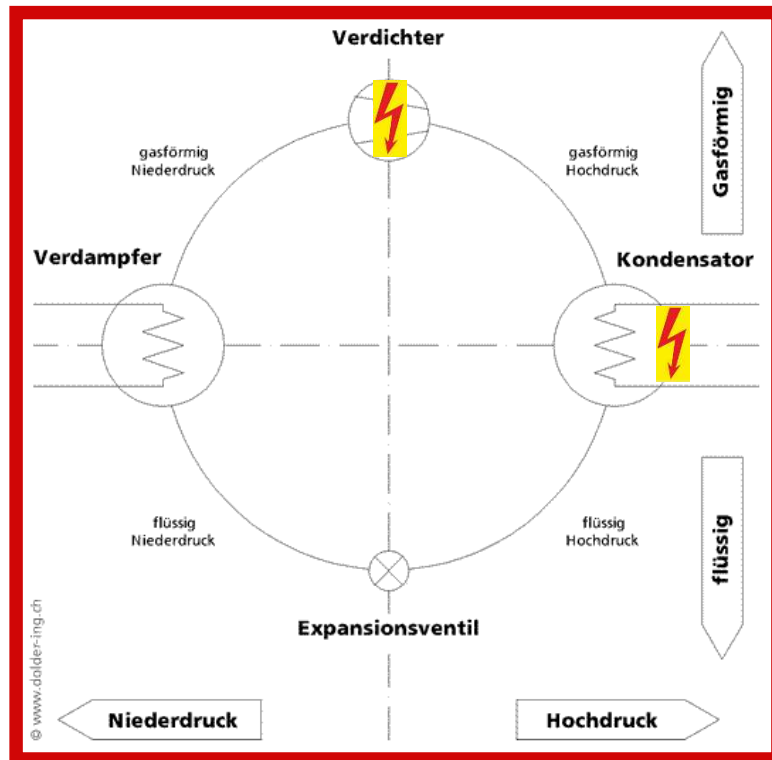 Verdichter
gasförmig
Niederdruck
gasförmig
Hochdruck
Gasförmig
Verdampfer
Kondensator
flüssig
Niederdruck
flüssig
Hochdruck
flüssig
Expansionsventil
© www.dolder-ing.ch
Niederdruck
Hochdruck